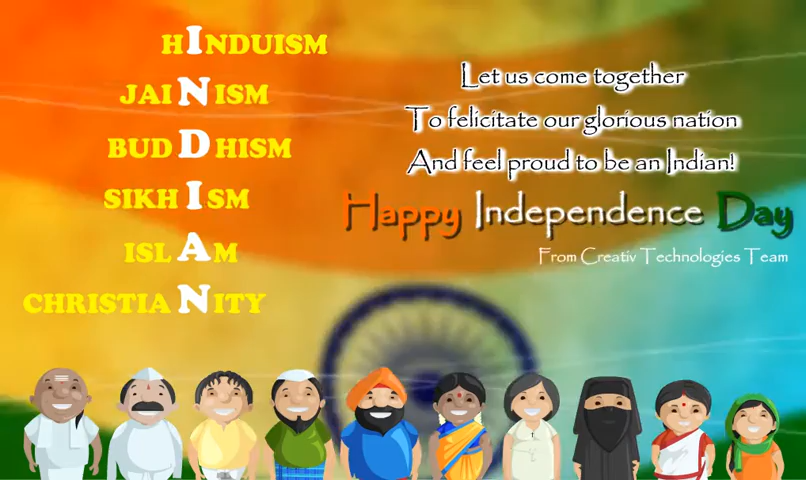 HINDUISM
JAINISM
BUDDHISM
SIKHISM
ISLAM
CHRISTIANITY
Let us come together
To felicitate our glorious nation
And feel proud to be an Indian!
Happy Independence Day
From Creativ Technologies Team